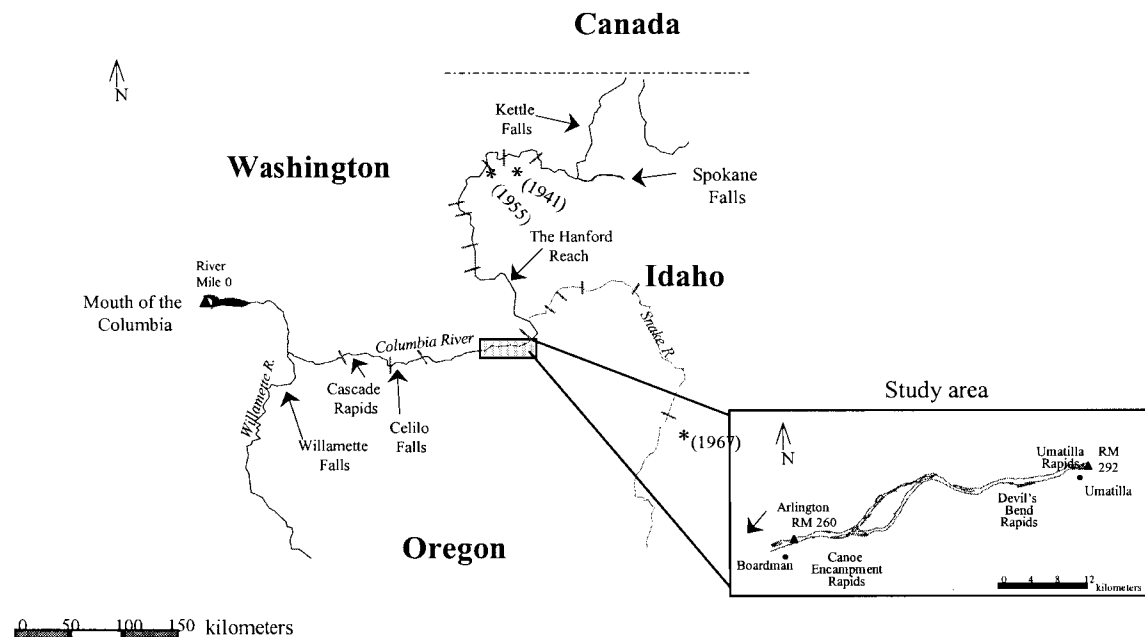 Canada
N
Kettle
Falls
Washington
Spokane
Falls
*
(1955)
*
(1941)
The Hanford
Reach
River
Mile 0
Idaho
Mouth of the
Columbia
Columbia River
Snake R.
Willamette R.
Cascade
Rapids
Celilo
Falls
Willamette
Falls
*(1967)
Oregon
Study area
N
Umatilla
Rapids
RM
292
Umatilla
Devil's
Bend
Rapids
Arlington
RM 260
Boardman
Canoe
Encampment
Rapids
0 4 8 12
kilometers
0 50 100 150 kilometers